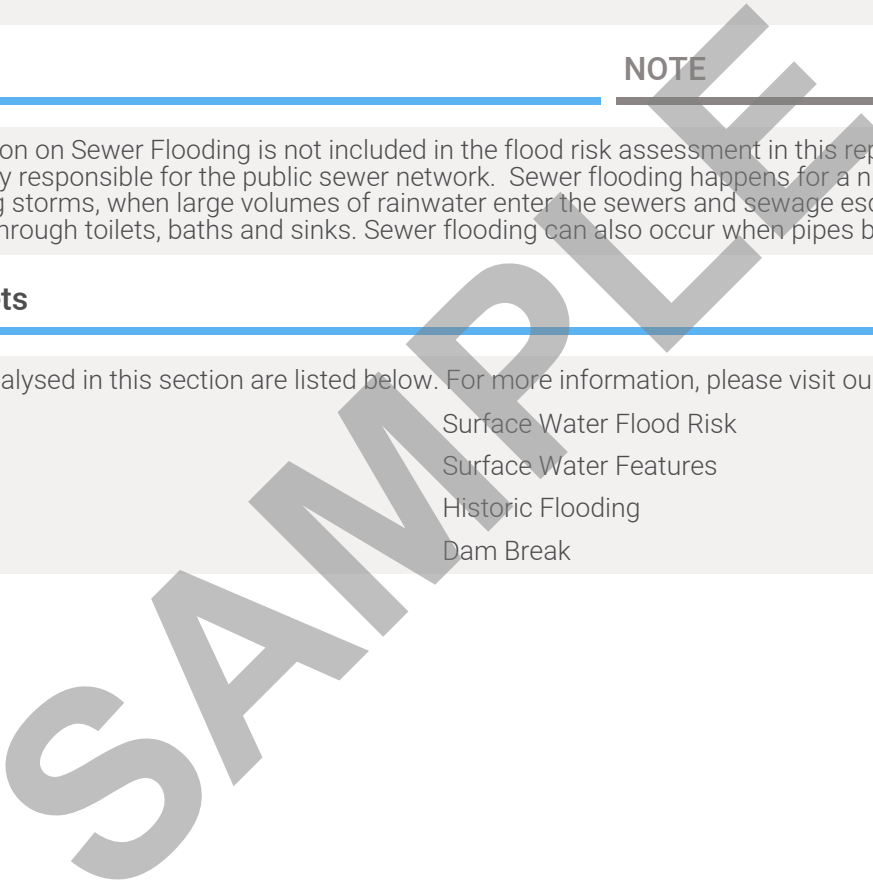 NOTE
on on Sewer Flooding is not included in the flood risk assessment in this rep
y responsible for the public sewer network. Sewer flooding happens for a n
g storms, when large volumes of rainwater enter the sewers and sewage esc
hrough toilets, baths and sinks. Sewer flooding can also occur when pipes b
ts
alysed in this section are listed below. For more information, please visit ou
Surface Water Flood Risk
Surface Water Features
Historic Flooding
Dam Break
SAMPLE